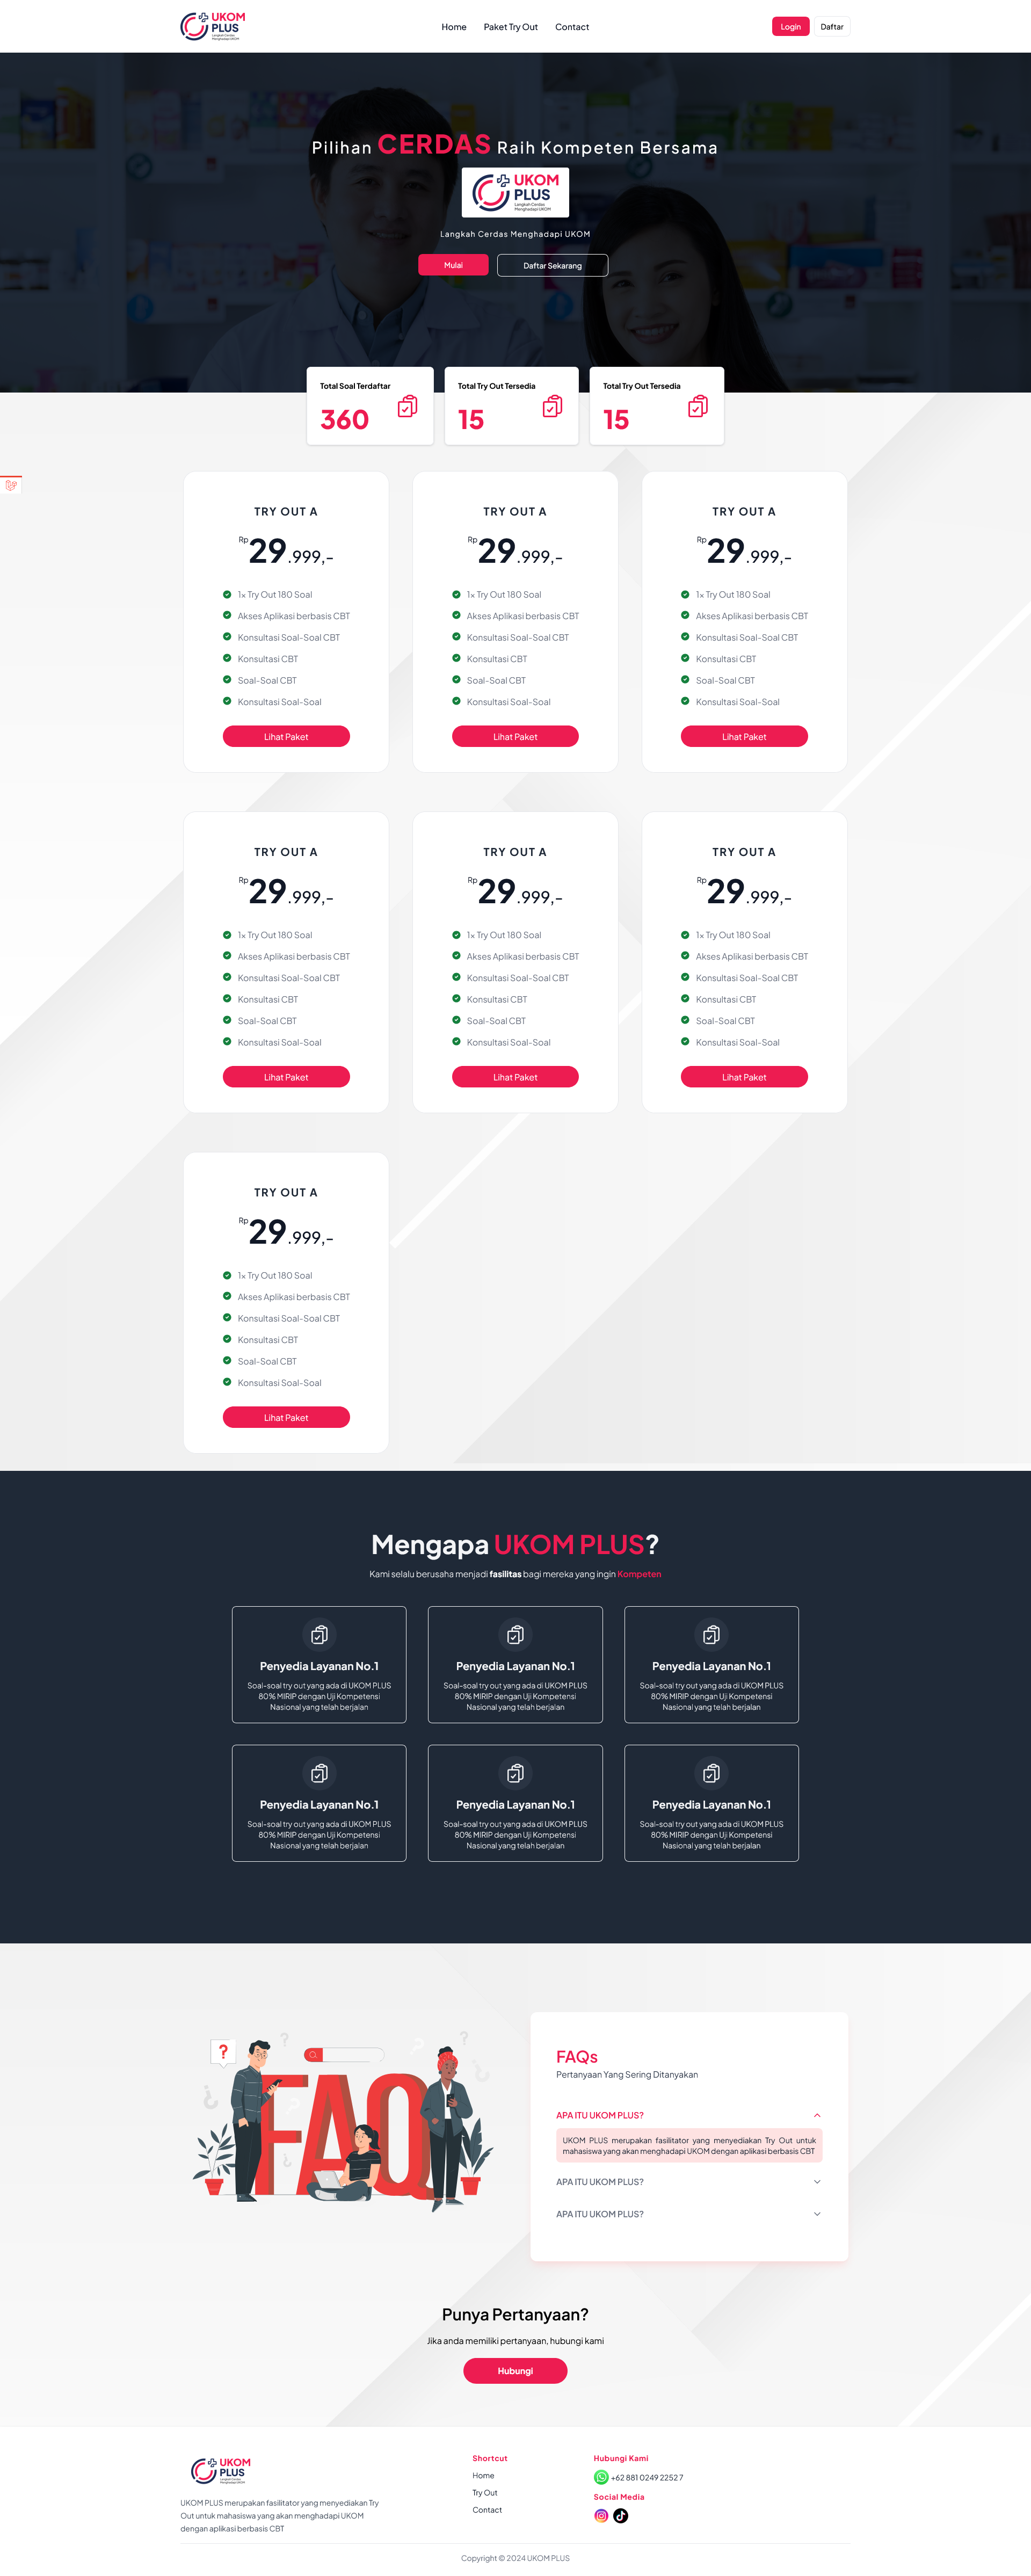 UKOM
PLUS
Langkah Cerdas
Menghadapi UKOM
Home Paket Try Out Contact
Login Daftar
Pilihan CERDAS Raih Kompeten Bersama
UKOM
PLUS
Langkah Cerdas
Menghadapi UKOM
Langkah Cerdas Menghadapi UKOM
Mulai Daftar Sekarang
Total Soal Terdaftar
360
Total Try Out Tersedia
15
Total Try Out Tersedia
15
TRY OUT A
Rp29.999,-
1x Try Out 180 Soal
Akses Aplikasi berbasis CBT
Konsultasi Soal-Soal CBT
Konsultasi CBT
Soal-Soal CBT
Konsultasi Soal-Soal
Lihat Paket
TRY OUT A
Rp29.999,-
1x Try Out 180 Soal
Akses Aplikasi berbasis CBT
Konsultasi Soal-Soal CBT
Konsultasi CBT
Soal-Soal CBT
Konsultasi Soal-Soal
Lihat Paket
TRY OUT A
Rp29.999,-
1x Try Out 180 Soal
Akses Aplikasi berbasis CBT
Konsultasi Soal-Soal CBT
Konsultasi CBT
Soal-Soal CBT
Konsultasi Soal-Soal
Lihat Paket
TRY OUT A
Rp29.999,-
1x Try Out 180 Soal
Akses Aplikasi berbasis CBT
Konsultasi Soal-Soal CBT
Konsultasi CBT
Soal-Soal CBT
Konsultasi Soal-Soal
Lihat Paket
TRY OUT A
Rp29.999,-
1x Try Out 180 Soal
Akses Aplikasi berbasis CBT
Konsultasi Soal-Soal CBT
Konsultasi CBT
Soal-Soal CBT
Konsultasi Soal-Soal
Lihat Paket
TRY OUT A
Rp29.999,-
1x Try Out 180 Soal
Akses Aplikasi berbasis CBT
Konsultasi Soal-Soal CBT
Konsultasi CBT
Soal-Soal CBT
Konsultasi Soal-Soal
Lihat Paket
TRY OUT A
Rp29.999,-
1x Try Out 180 Soal
Akses Aplikasi berbasis CBT
Konsultasi Soal-Soal CBT
Konsultasi CBT
Soal-Soal CBT
Konsultasi Soal-Soal
Lihat Paket
Mengapa UKOM PLUS?
Kami selalu berusaha menjadi fasilitas bagi mereka yang ingin Kompeten
Penyedia Layanan No.1
Soal-soal try out yang ada di UKOM PLUS
80% MIRIP dengan Uji Kompetensi
Nasional yang telah berjalan
Penyedia Layanan No.1
Soal-soal try out yang ada di UKOM PLUS
80% MIRIP dengan Uji Kompetensi
Nasional yang telah berjalan
Penyedia Layanan No.1
Soal-soal try out yang ada di UKOM PLUS
80% MIRIP dengan Uji Kompetensi
Nasional yang telah berjalan
Penyedia Layanan No.1
Soal-soal try out yang ada di UKOM PLUS
80% MIRIP dengan Uji Kompetensi
Nasional yang telah berjalan
Penyedia Layanan No.1
Soal-soal try out yang ada di UKOM PLUS
80% MIRIP dengan Uji Kompetensi
Nasional yang telah berjalan
Penyedia Layanan No.1
Soal-soal try out yang ada di UKOM PLUS
80% MIRIP dengan Uji Kompetensi
Nasional yang telah berjalan
FAQ
FAQs
Pertanyaan Yang Sering Ditanyakan
APA ITU UKOM PLUS?
UKOM PLUS merupakan fasilitator yang menyediakan Try Out untuk
mahasiswa yang akan menghadapi UKOM dengan aplikasi berbasis CBT
APA ITU UKOM PLUS?
APA ITU UKOM PLUS?
Punya Pertanyaan?
Jika anda memiliki pertanyaan, hubungi kami
Hubungi
UKOM
PLUS
Langkah Cerdas
Menghadapi UKOM
UKOM PLUS merupakan fasilitator yang menyediakan Try
Out untuk mahasiswa yang akan menghadapi UKOM
dengan aplikasi berbasis CBT
Shortcut
Home
Try Out
Contact
Hubungi Kami
+62 881 0249 2252 7
Social Media
Copyright © 2024 UKOM PLUS